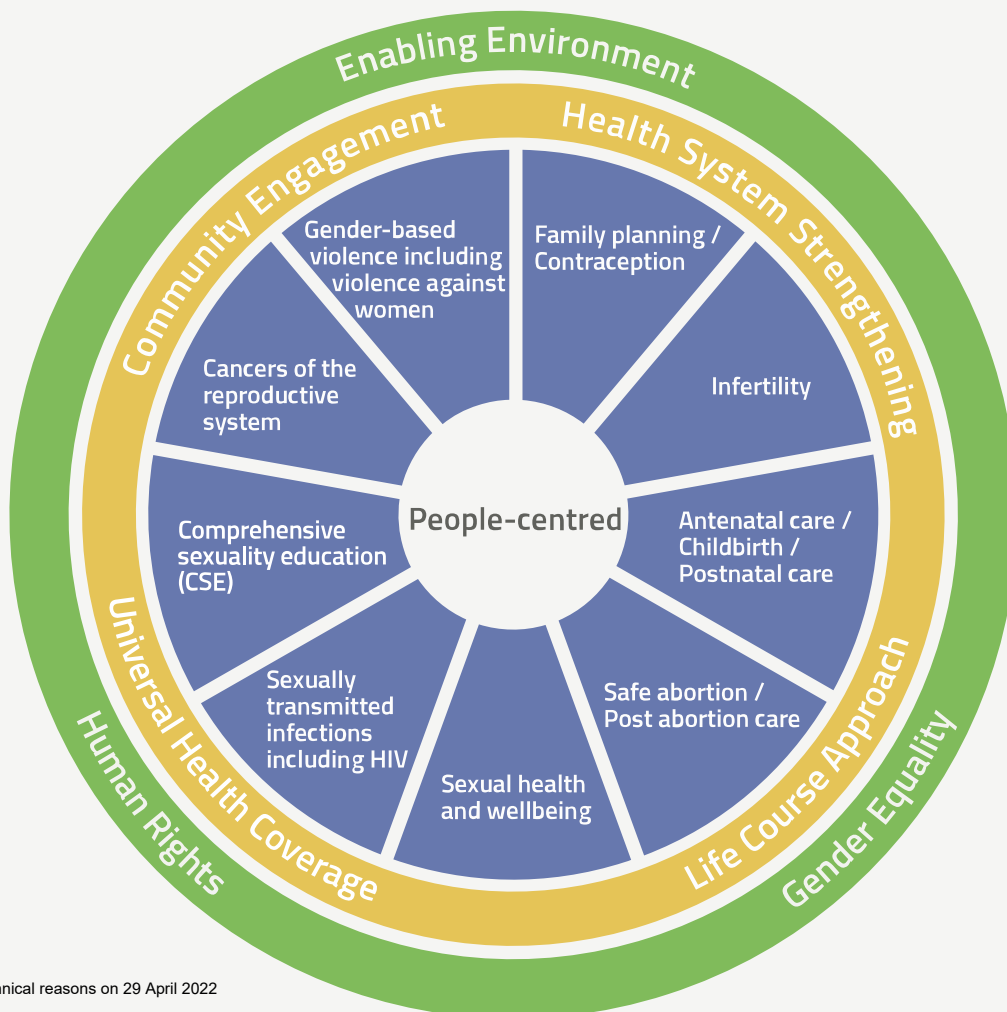 Enabling Environment
Community Engagement
Health System Strengthening
Gender-based
violence including
violence against
women
Family planning /
Contraception
Cancers of the
reproductive
system
Infertility
People-centred
Comprehensive
sexuality education
(CSE)
Antenatal care /
Childbirth /
Postnatal care
Sexually
transmitted
infections
including HIV
Safe abortion /
Post abortion care
Sexual health
and wellbeing
Universal Health Coverage
Life Course Approach
Human Rights
Gender Equality
reasons on 29 April 2022